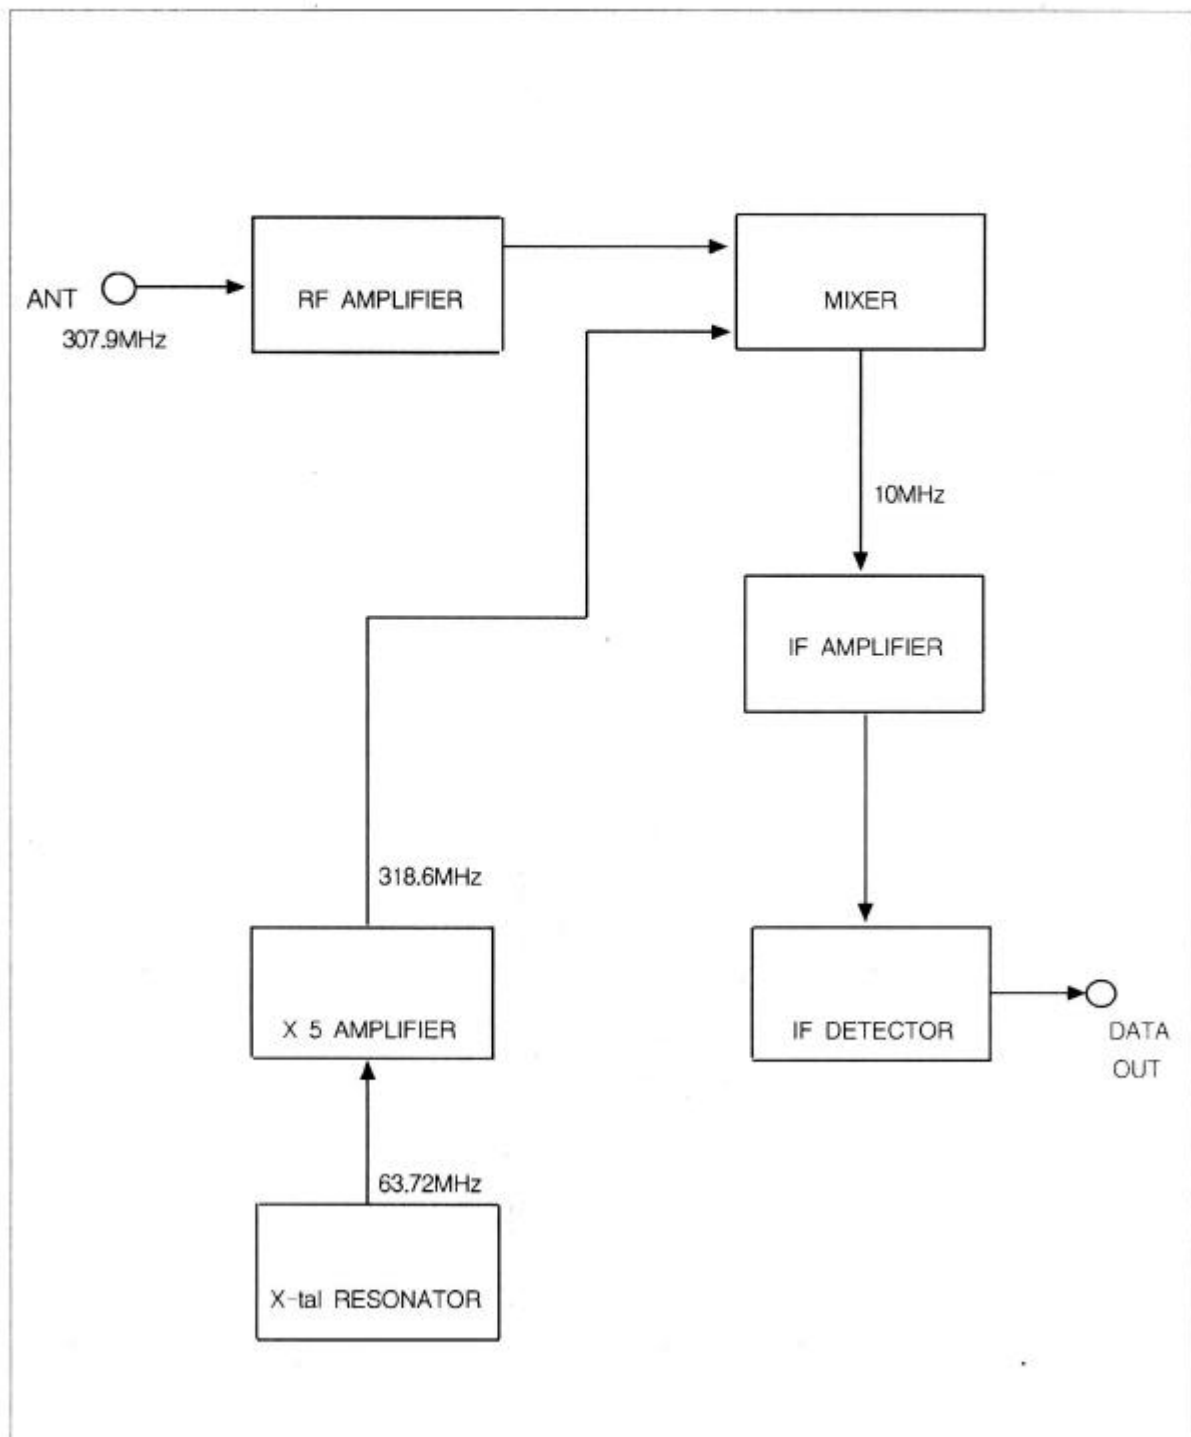 RF AMPLIFIER
MIXER
ANT
307.9MHz
10MHz
IF AMPLIFIER
318.6MHz
X 5 AMPLIFIER
IF DETECTOR
DATA
OUT
63.72MHz
X-tal RESONATOR